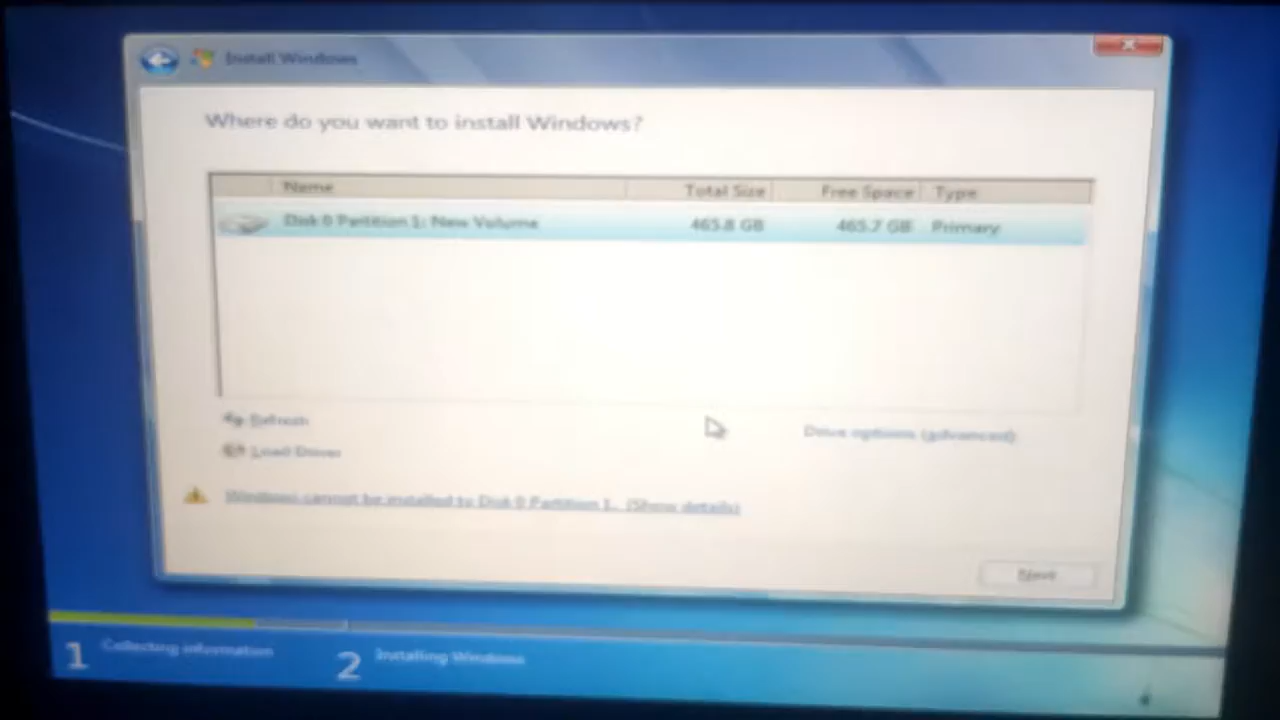 Install Windows
Where do you want to install Windows?
Name Total Size Free Space Type
Disk 0 Partition 1: New Volume 465.8 GB 465.7 GB Primary
Refresh
Drive options (advanced)
Load Driver
Windows cannot be installed to Disk 0 Partition 1. (Show details)
Next
1 Collecting information
2 Installing Windows